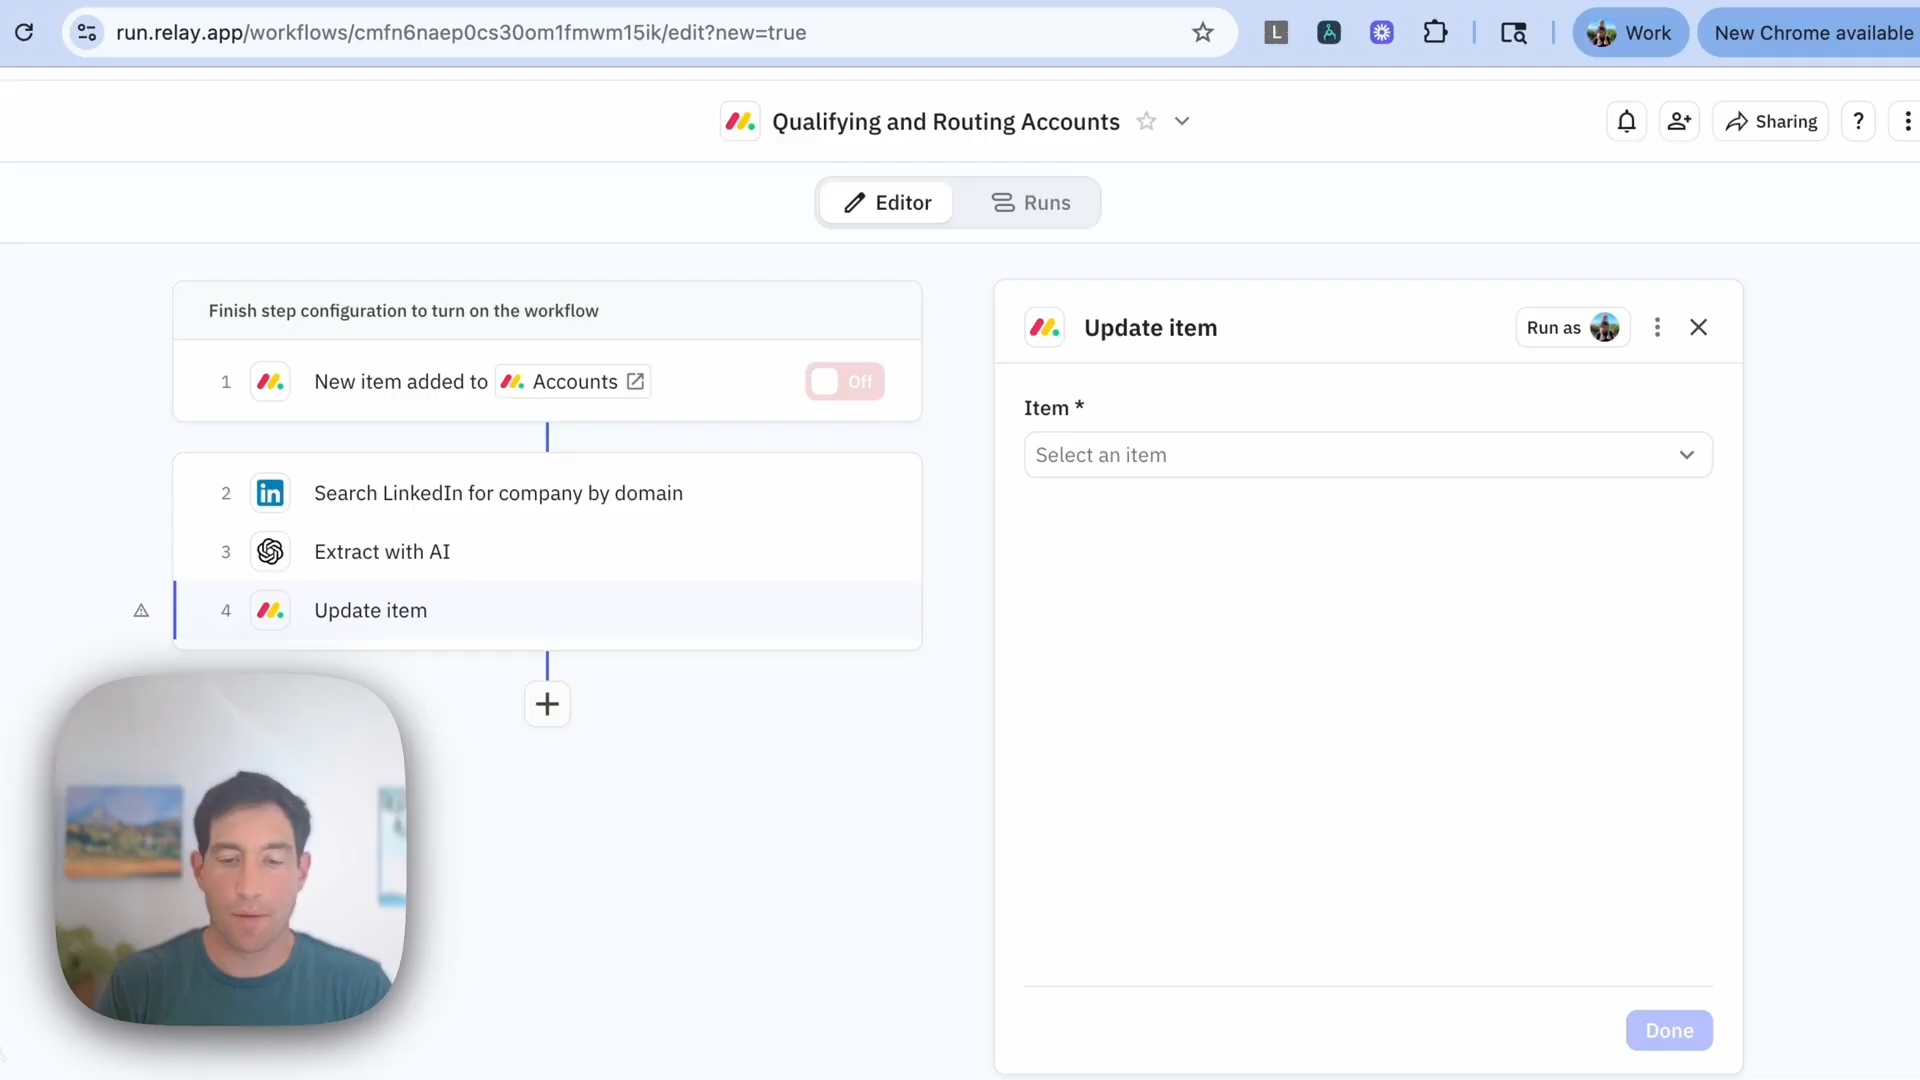 run.relay.app/workflows/cmfn6naep0cs30om1fmwm15ik/edit?new=true
L
Work
New Chrome available
Qualifying and Routing Accounts
Sharing
?
Editor
Runs
Finish step configuration to turn on the workflow
1 New item added to Accounts Off
2 in Search LinkedIn for company by domain
3 Extract with AI
4 Update item
Update item
Run as
Item *
Select an item
Done